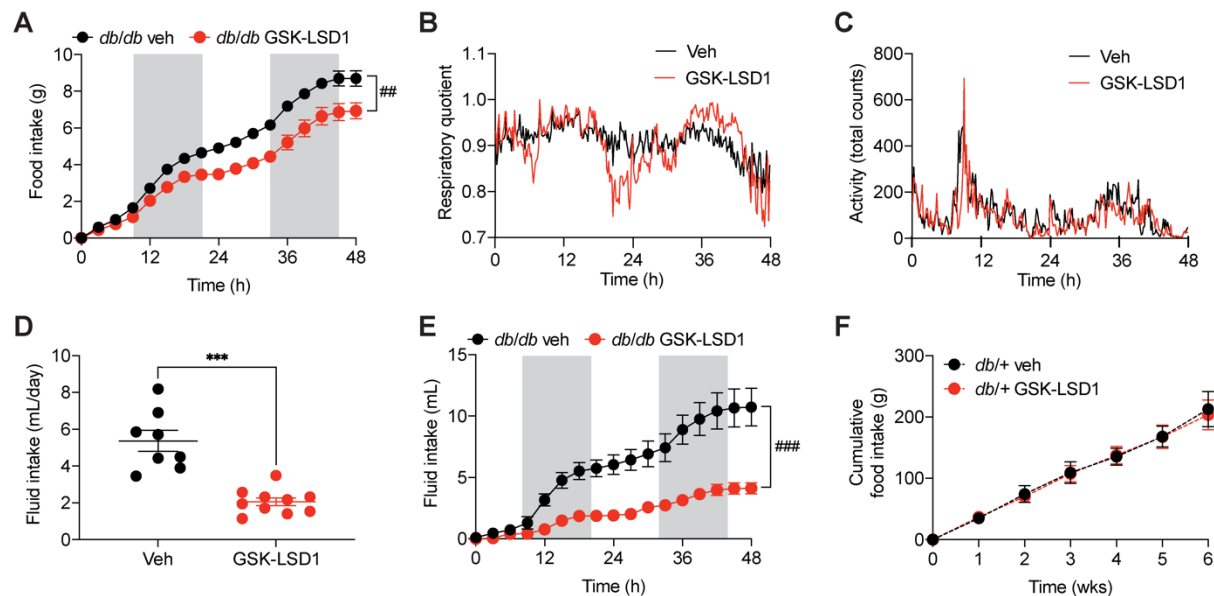 A
db/db veh db/db GSK-LSD1
Food intake (g)
10
8
6
4
2
0
##
0 12 24 36 48
Time (h)
B
Veh
GSK-LSD1
Respiratory quotient
1.1
1.0
0.9
0.8
0.7
0 12 24 36 48
Time (h)
C
Veh
GSK-LSD1
Activity (total counts)
800
600
400
200
0
0 12 24 36 48
Time (h)
D
Fluid intake (mL/day)
10
8
6
4
2
0
***
Veh GSK-LSD1
E
db/db veh db/db GSK-LSD1
Fluid intake (mL)
15
10
5
0
###
0 12 24 36 48
Time (h)
F
db/+ veh
db/+ GSK-LSD1
Cumulative
food intake (g)
300
200
100
0
0 1 2 3 4 5 6
Time (wks)